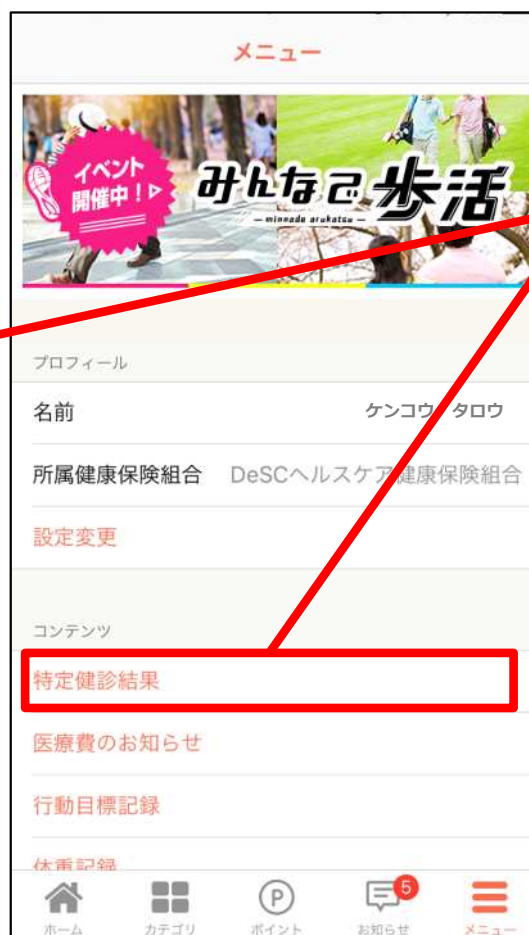 メニュー
イベント
開催中！
みんなで歩活
minnade arukatsu
プロフィール
名前 ケンコウ タロウ
所属健康保険組合 DeSCヘルスケア健康保険組合
設定変更
コンテンツ
特定健診結果
医療費のお知らせ
行動目標記録
体重記録
5
P
ホーム カテゴリ ポイント お知らせ メニュー